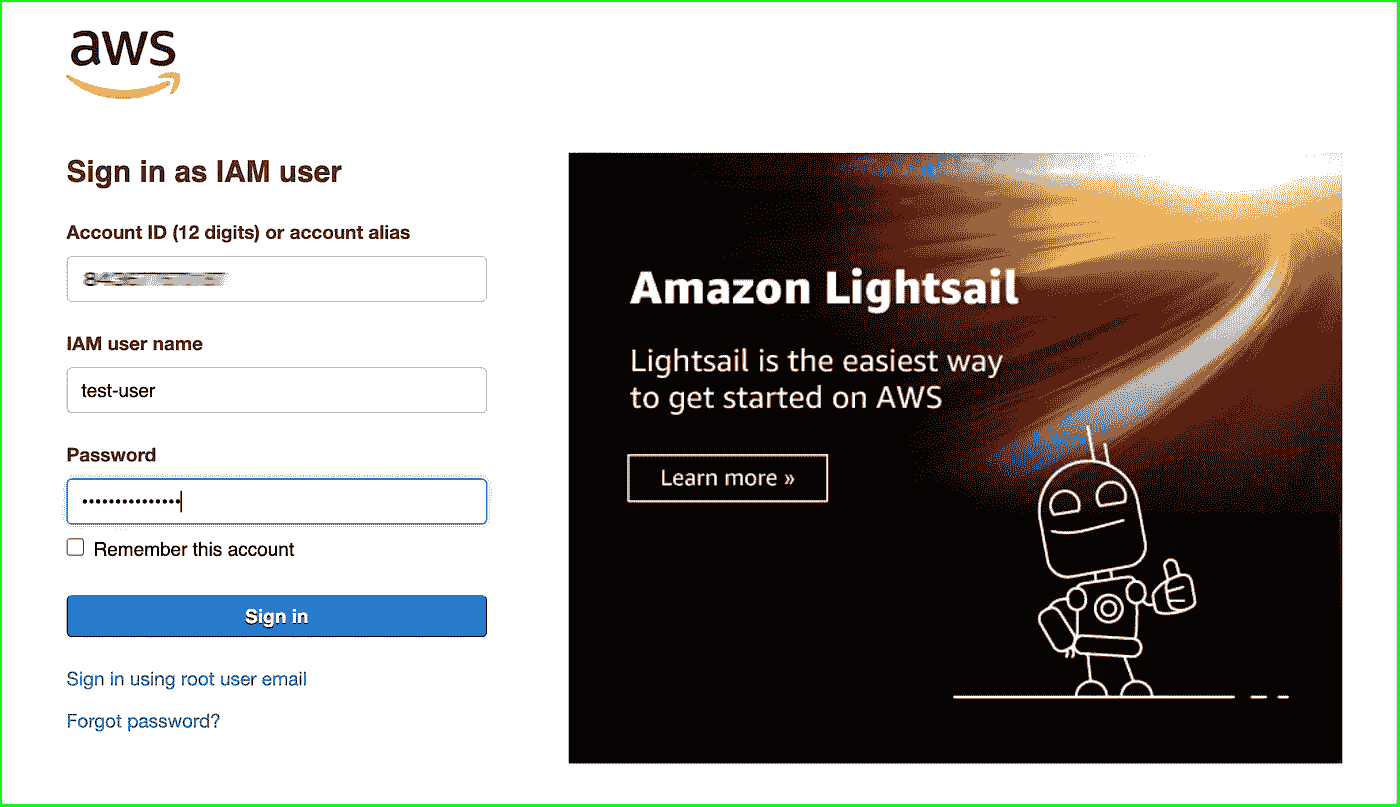 aws
Sign in as IAM user
Account ID (12 digits) or account alias
IAM user name
test-user
Password
•••••••••••••••
Remember this account
Sign in
Sign in using root user email
Forgot password?
Amazon Lightsail
Lightsail is the easiest way
to get started on AWS
Learn more »